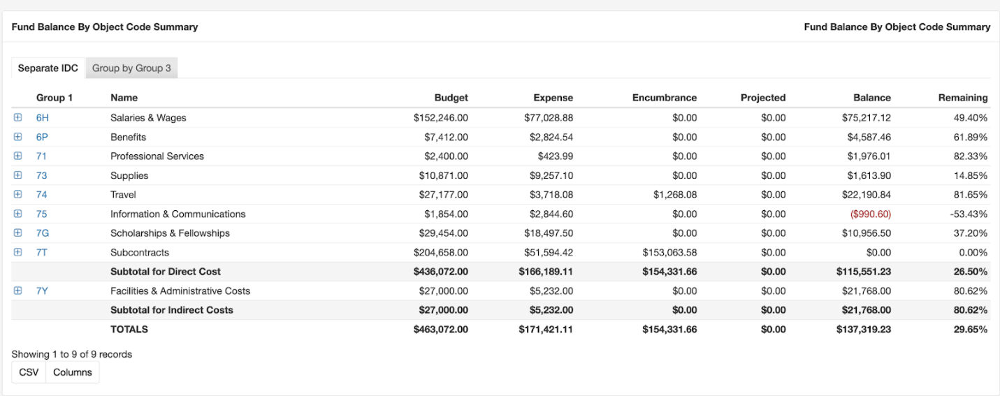 Fund Balance By Object Code Summary Fund Balance By Object Code Summary
Separate IDC Group by Group 3
Group 1 Name Budget Expense Encumbrance Projected Balance Remaining
6H Salaries & Wages $152,246.00 $77,028.88 $0.00 $0.00 $75,217.12 49.40%
6P Benefits $7,412.00 $2,824.54 $0.00 $0.00 $4,587.46 61.89%
71 Professional Services $2,400.00 $423.99 $0.00 $0.00 $1,976.01 82.33%
73 Supplies $10,871.00 $9,257.10 $0.00 $0.00 $1,613.90 14.85%
74 Travel $27,177.00 $3,718.08 $1,268.08 $0.00 $22,190.84 81.65%
75 Information & Communications $1,854.00 $2,844.60 $0.00 $0.00 ($990.60) -53.43%
7G Scholarships & Fellowships $29,454.00 $18,497.50 $0.00 $0.00 $10,956.50 37.20%
7T Subcontracts $204,658.00 $51,594.42 $153,063.58 $0.00 $0.00 0.00%
Subtotal for Direct Cost $436,072.00 $166,189.11 $154,331.66 $0.00 $115,551.23 26.50%
7Y Facilities & Administrative Costs $27,000.00 $5,232.00 $0.00 $0.00 $21,768.00 80.62%
Subtotal for Indirect Costs $27,000.00 $5,232.00 $0.00 $0.00 $21,768.00 80.62%
TOTALS $463,072.00 $171,421.11 $154,331.66 $0.00 $137,319.23 29.65%
Showing 1 to 9 of 9 records
CSV Columns